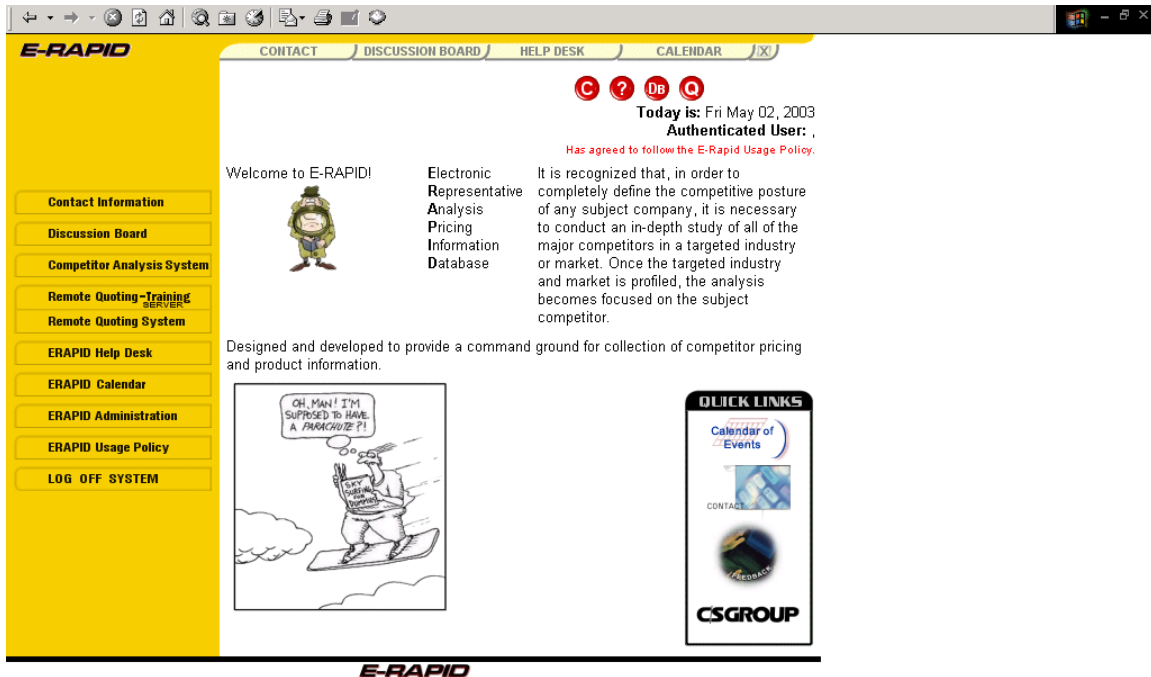 E-RAPID
CONTACT
DISCUSSION BOARD
HELP DESK
CALENDAR
X
C ? DB Q
Today is: Fri May 02, 2003
Authenticated User: ,
Has agreed to follow the E-Rapid Usage Policy.
Contact Information
Discussion Board
Competitor Analysis System
Remote Quoting-Training
SERVER
Remote Quoting System
ERAPID Help Desk
ERAPID Calendar
ERAPID Administration
ERAPID Usage Policy
LOG OFF SYSTEM
Welcome to E-RAPID!
Electronic
Representative
Analysis
Pricing
Information
Database
It is recognized that, in order to
completely define the competitive posture
of any subject company, it is necessary
to conduct an in-depth study of all of the
major competitors in a targeted industry
or market. Once the targeted industry
and market is profiled, the analysis
becomes focused on the subject
competitor.
Designed and developed to provide a command ground for collection of competitor pricing
and product information.
OH, MAN! I'M
SUPPOSED TO HAVE
A PARACHUTE?!
SKY
SURFING
FOR
DUMMIES
QUICK LINKS
Calendar of
Events
CONTACT
FEEDBACK
CSGROUP
E-RAPID